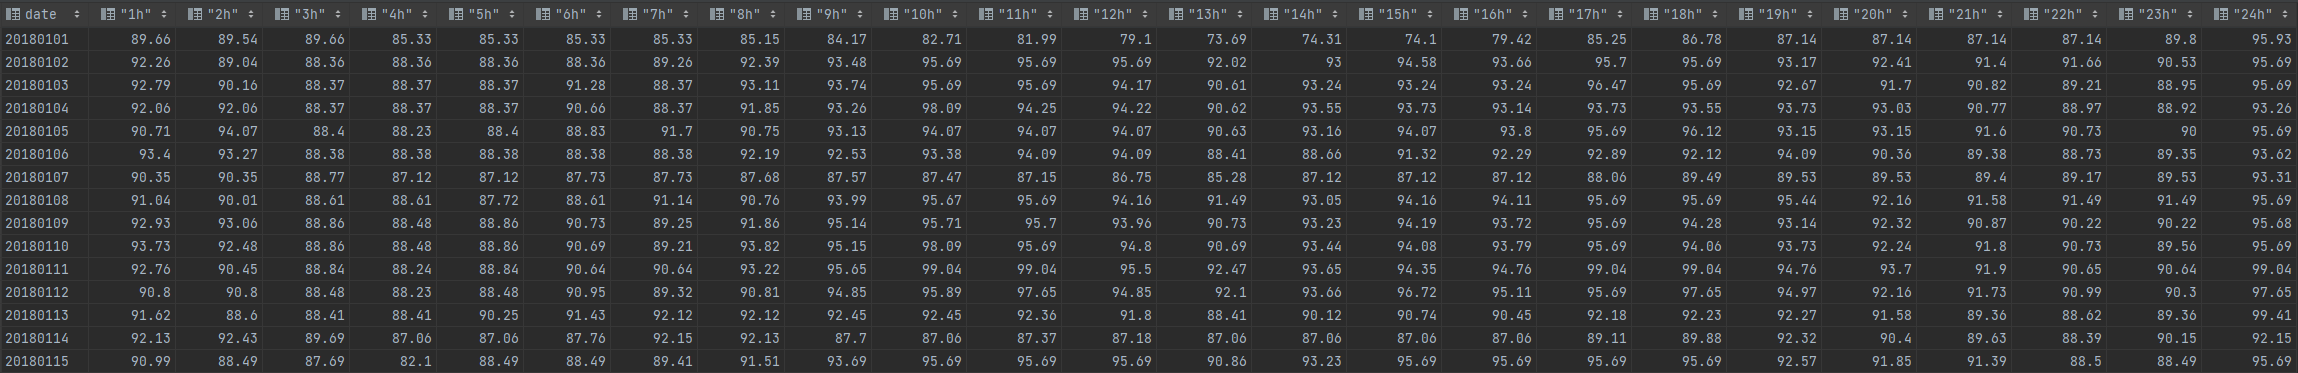 date "1h" "2h" "3h" "4h" "5h" "6h" "7h" "8h" "9h" "10h" "11h" "12h" "13h" "14h" "15h" "16h" "17h" "18h" "19h" "20h" "21h" "22h" "23h" "24h"
20180101 89.66 89.54 89.66 85.33 85.33 85.33 85.33 85.15 84.17 82.71 81.99 79.1 73.69 74.31 74.1 79.42 85.25 86.78 87.14 87.14 87.14 87.14 89.8 95.93
20180102 92.26 89.04 88.36 88.36 88.36 88.36 89.26 92.39 93.48 95.69 95.69 95.69 92.02 93 94.58 93.66 95.7 95.69 93.17 92.41 91.4 91.66 90.53 95.69
20180103 92.79 90.16 88.37 88.37 88.37 91.28 88.37 93.11 93.74 95.69 95.69 94.17 90.61 93.24 93.24 93.24 96.47 95.69 92.67 91.7 90.82 89.21 88.95 95.69
20180104 92.06 92.06 88.37 88.37 88.37 90.66 88.37 91.85 93.26 98.09 94.25 94.22 90.62 93.55 93.73 93.14 93.73 93.55 93.73 93.03 90.77 88.97 88.92 93.26
20180105 90.71 94.07 88.4 88.23 88.4 88.83 91.7 90.75 93.13 94.07 94.07 94.07 90.63 93.16 94.07 93.8 95.69 96.12 93.15 93.15 91.6 90.73 90 95.69
20180106 93.4 93.27 88.38 88.38 88.38 88.38 88.38 92.19 92.53 93.38 94.09 94.09 88.41 88.66 91.32 92.29 92.89 92.12 94.09 90.36 89.38 88.73 89.35 93.62
20180107 90.35 90.35 88.77 87.12 87.12 87.73 87.73 87.68 87.57 87.47 87.15 86.75 85.28 87.12 87.12 87.12 88.06 89.49 89.53 89.53 89.4 89.17 89.53 93.31
20180108 91.04 90.01 88.61 88.61 87.72 88.61 91.14 90.76 93.99 95.67 95.69 94.16 91.49 93.05 94.16 94.11 95.69 95.69 95.44 92.16 91.58 91.49 91.49 95.69
20180109 92.93 93.06 88.86 88.48 88.86 90.73 89.25 91.86 95.14 95.71 95.7 93.96 90.73 93.23 94.19 93.72 95.69 94.28 93.14 92.32 90.87 90.22 90.22 95.68
20180110 93.73 92.48 88.86 88.48 88.86 90.69 89.21 93.82 95.15 98.09 95.69 94.8 90.69 93.44 94.08 93.79 95.69 94.06 93.73 92.24 91.8 90.73 89.56 95.69
20180111 92.76 90.45 88.84 88.24 88.84 90.64 90.64 93.22 95.65 99.04 99.04 95.5 92.47 93.65 94.35 94.76 99.04 99.04 94.76 93.7 91.9 90.65 90.64 99.04
20180112 90.8 90.8 88.48 88.23 88.48 90.95 89.32 90.81 94.85 95.89 97.65 94.85 92.1 93.66 96.72 95.11 95.69 97.65 94.97 92.16 91.73 90.99 90.3 97.65
20180113 91.62 88.6 88.41 88.41 90.25 91.43 92.12 92.12 92.45 92.45 92.36 91.8 88.41 90.12 90.74 90.45 92.18 92.23 92.27 91.58 89.36 88.62 89.36 99.41
20180114 92.13 92.43 89.69 87.06 87.06 87.76 92.15 92.13 87.7 87.06 87.37 87.18 87.06 87.06 87.06 87.06 89.11 89.88 92.32 90.4 89.63 88.39 90.15 92.15
20180115 90.99 88.49 87.69 82.1 88.49 88.49 89.41 91.51 93.69 95.69 95.69 95.69 90.86 93.23 95.69 95.69 95.69 95.69 92.57 91.85 91.39 88.5 88.49 95.69